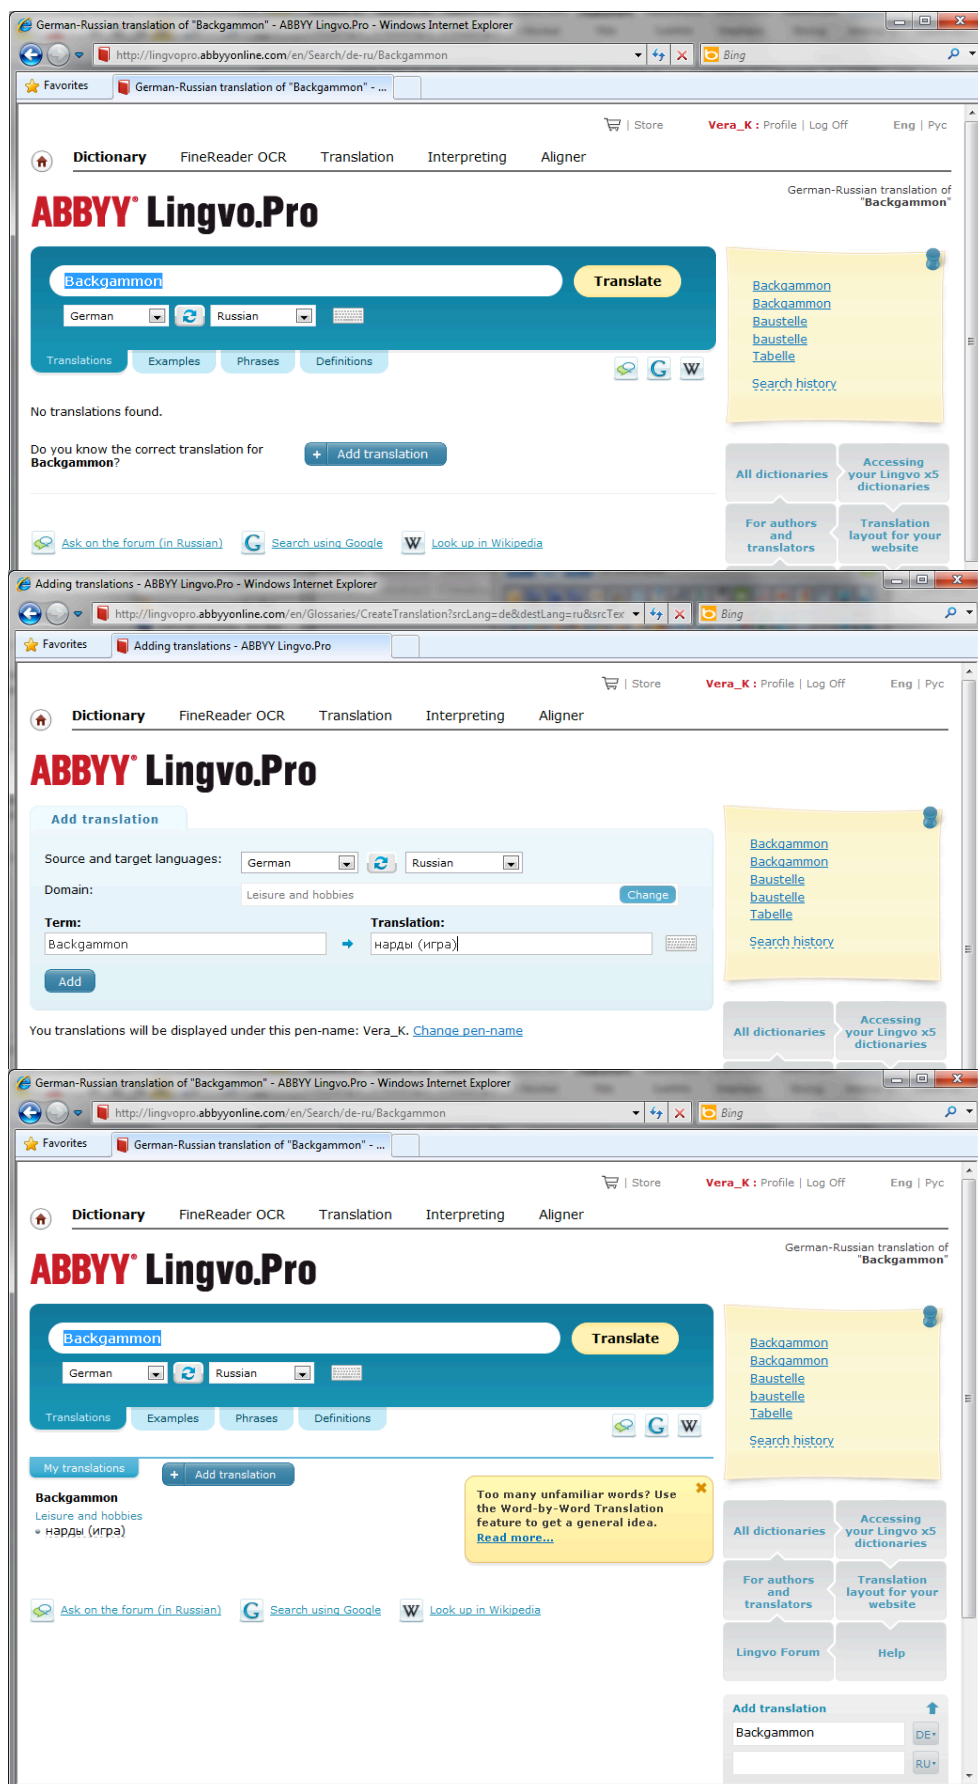 German-Russian translation of "Backgammon" - ABBYY Lingvo.Pro - Windows Internet Explorer
http://lingvopro.abbyyonline.com/en/Search/de-ru/Backgammon
Bing
Favorites
German-Russian translation of "Backgammon" - ...
Store
Vera_K : Profile | Log Off
Eng | Рус
Dictionary FineReader OCR Translation Interpreting Aligner
German-Russian translation of
"Backgammon"
ABBYY® Lingvo.Pro
Backgammon
Translate
German Russian
Translations Examples Phrases Definitions
G W
Backgammon
Backgammon
Baustelle
baustelle
Tabelle
Search history
No translations found.
Do you know the correct translation for
Backgammon?
+ Add translation
All dictionaries
Accessing
your Lingvo x5
dictionaries
For authors
and
translators
Translation
layout for your
website
Ask on the forum (in Russian) G Search using Google W Look up in Wikipedia
Adding translations - ABBYY Lingvo.Pro - Windows Internet Explorer
http://lingvopro.abbyyonline.com/en/Glossaries/CreateTranslation?srcLang=de&destLang=ru&srcTex
Bing
Favorites
Adding translations - ABBYY Lingvo.Pro
Store
Vera_K : Profile | Log Off
Eng | Рус
Dictionary FineReader OCR Translation Interpreting Aligner
ABBYY® Lingvo.Pro
Add translation
Source and target languages: German Russian
Domain: Leisure and hobbies Change
Term: Translation:
Backgammon нарды (игра)
Add
You translations will be displayed under this pen-name: Vera_K. Change pen-name
Backgammon
Backgammon
Baustelle
baustelle
Tabelle
Search history
All dictionaries
Accessing
your Lingvo x5
dictionaries
German-Russian translation of "Backgammon" - ABBYY Lingvo.Pro - Windows Internet Explorer
http://lingvopro.abbyyonline.com/en/Search/de-ru/Backgammon
Bing
Favorites
German-Russian translation of "Backgammon" - ...
Store
Vera_K : Profile | Log Off
Eng | Рус
Dictionary FineReader OCR Translation Interpreting Aligner
German-Russian translation of
"Backgammon"
ABBYY® Lingvo.Pro
Backgammon
Translate
German Russian
Translations Examples Phrases Definitions
G W
Backgammon
Backgammon
Baustelle
baustelle
Tabelle
Search history
My translations
+ Add translation
Backgammon
Leisure and hobbies
нарды (игра)
Too many unfamiliar words? Use
the Word-by-Word Translation
feature to get a general idea.
Read more...
All dictionaries
Accessing
your Lingvo x5
dictionaries
For authors
and
translators
Translation
layout for your
website
Ask on the forum (in Russian) G Search using Google W Look up in Wikipedia
Lingvo Forum
Help
Add translation
Backgammon DE
RU